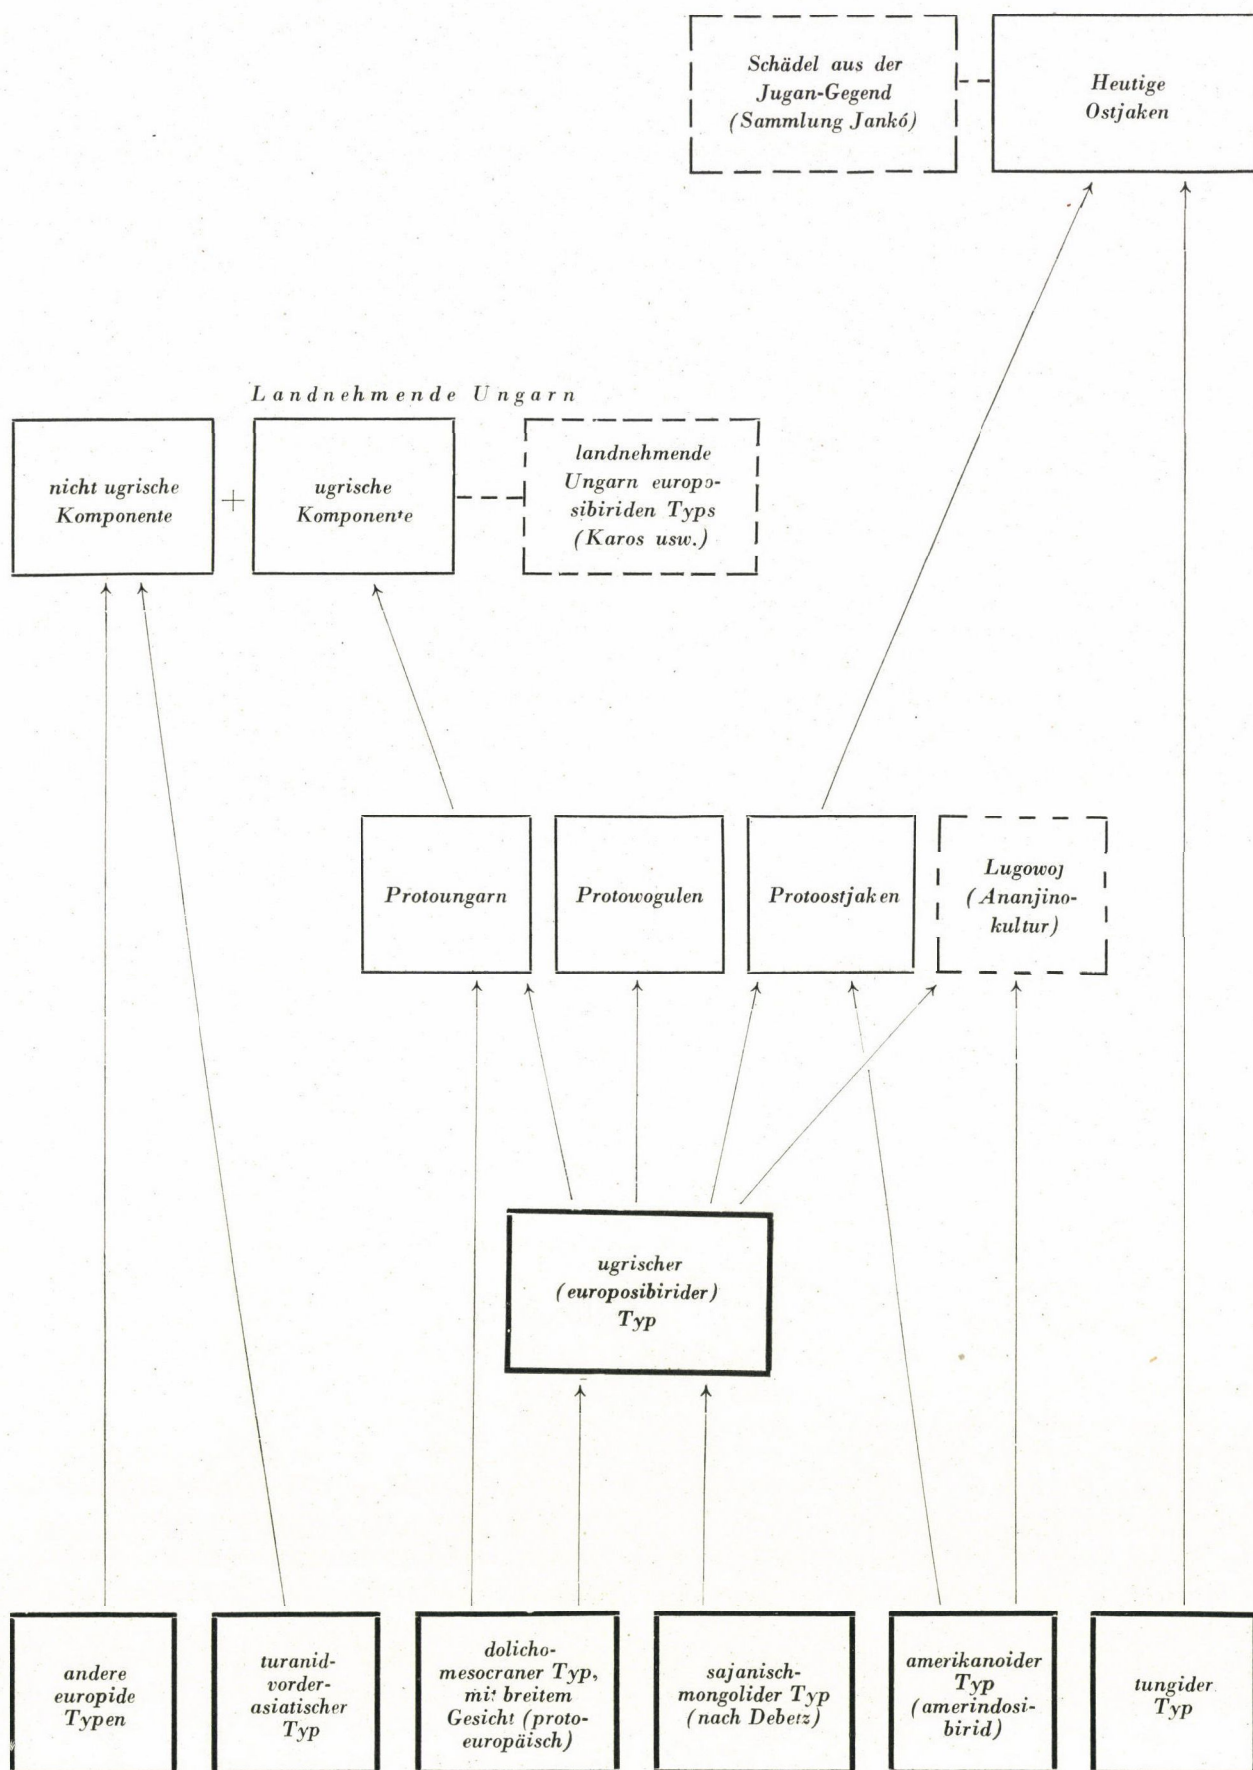 Schädel aus der
Jugan-Gegend
(Sammlung Jankó)
Heutige
Ostjaken
Landnehmende Ungarn
nicht ugrische
Komponente
+
ugrische
Komponente
landnehmende
Ungarn europo-
sibiriden Typs
(Karos usw.)
Protoungarn
Protowogulen
Protoostjaken
Lugowoj
(Ananjino-
kultur)
ugrischer
(europosibirider)
Typ
andere
europide
Typen
turanid-
vorder-
asiatischer
Typ
dolicho-
mesocraner Typ,
mit breitem
Gesicht (proto-
europäisch)
sajanisch-
mongolider Typ
(nach Debetz)
amerikanoider
Typ
(amerindosi-
birid)
tungider
Typ